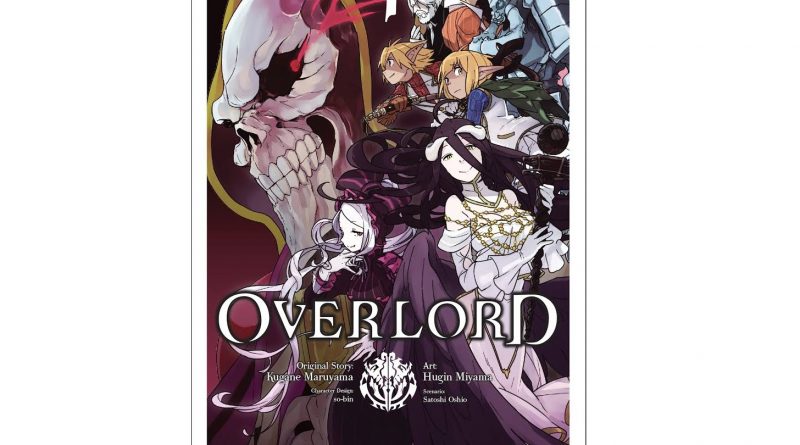 OVERLORD
Original Story:
Kugane Maruyama
Character Design:
so-bin
Art:
Hugin Miyama
Scenario:
Satoshi Oshio